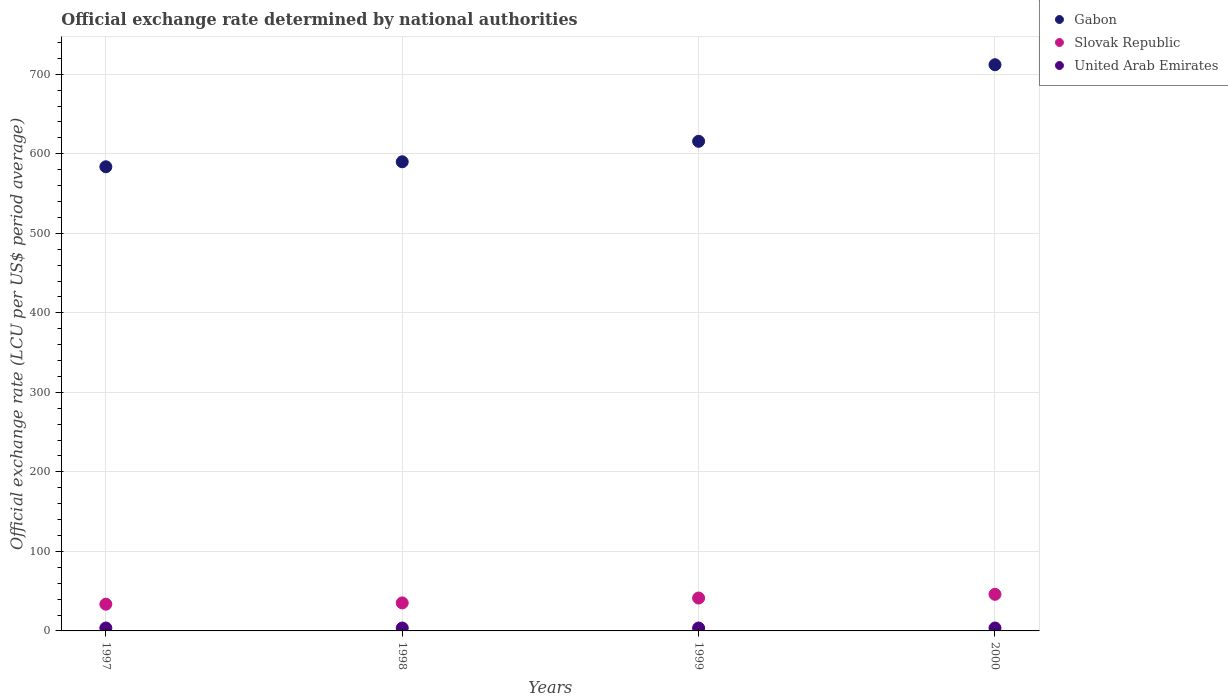 Official exchange rate determined by national authorities
Gabon
Slovak Republic
United Arab Emirates
Official exchange rate (LCU per US$ period average)
700
600
500
400
300
200
100
0
1997
1998
1999
2000
Years